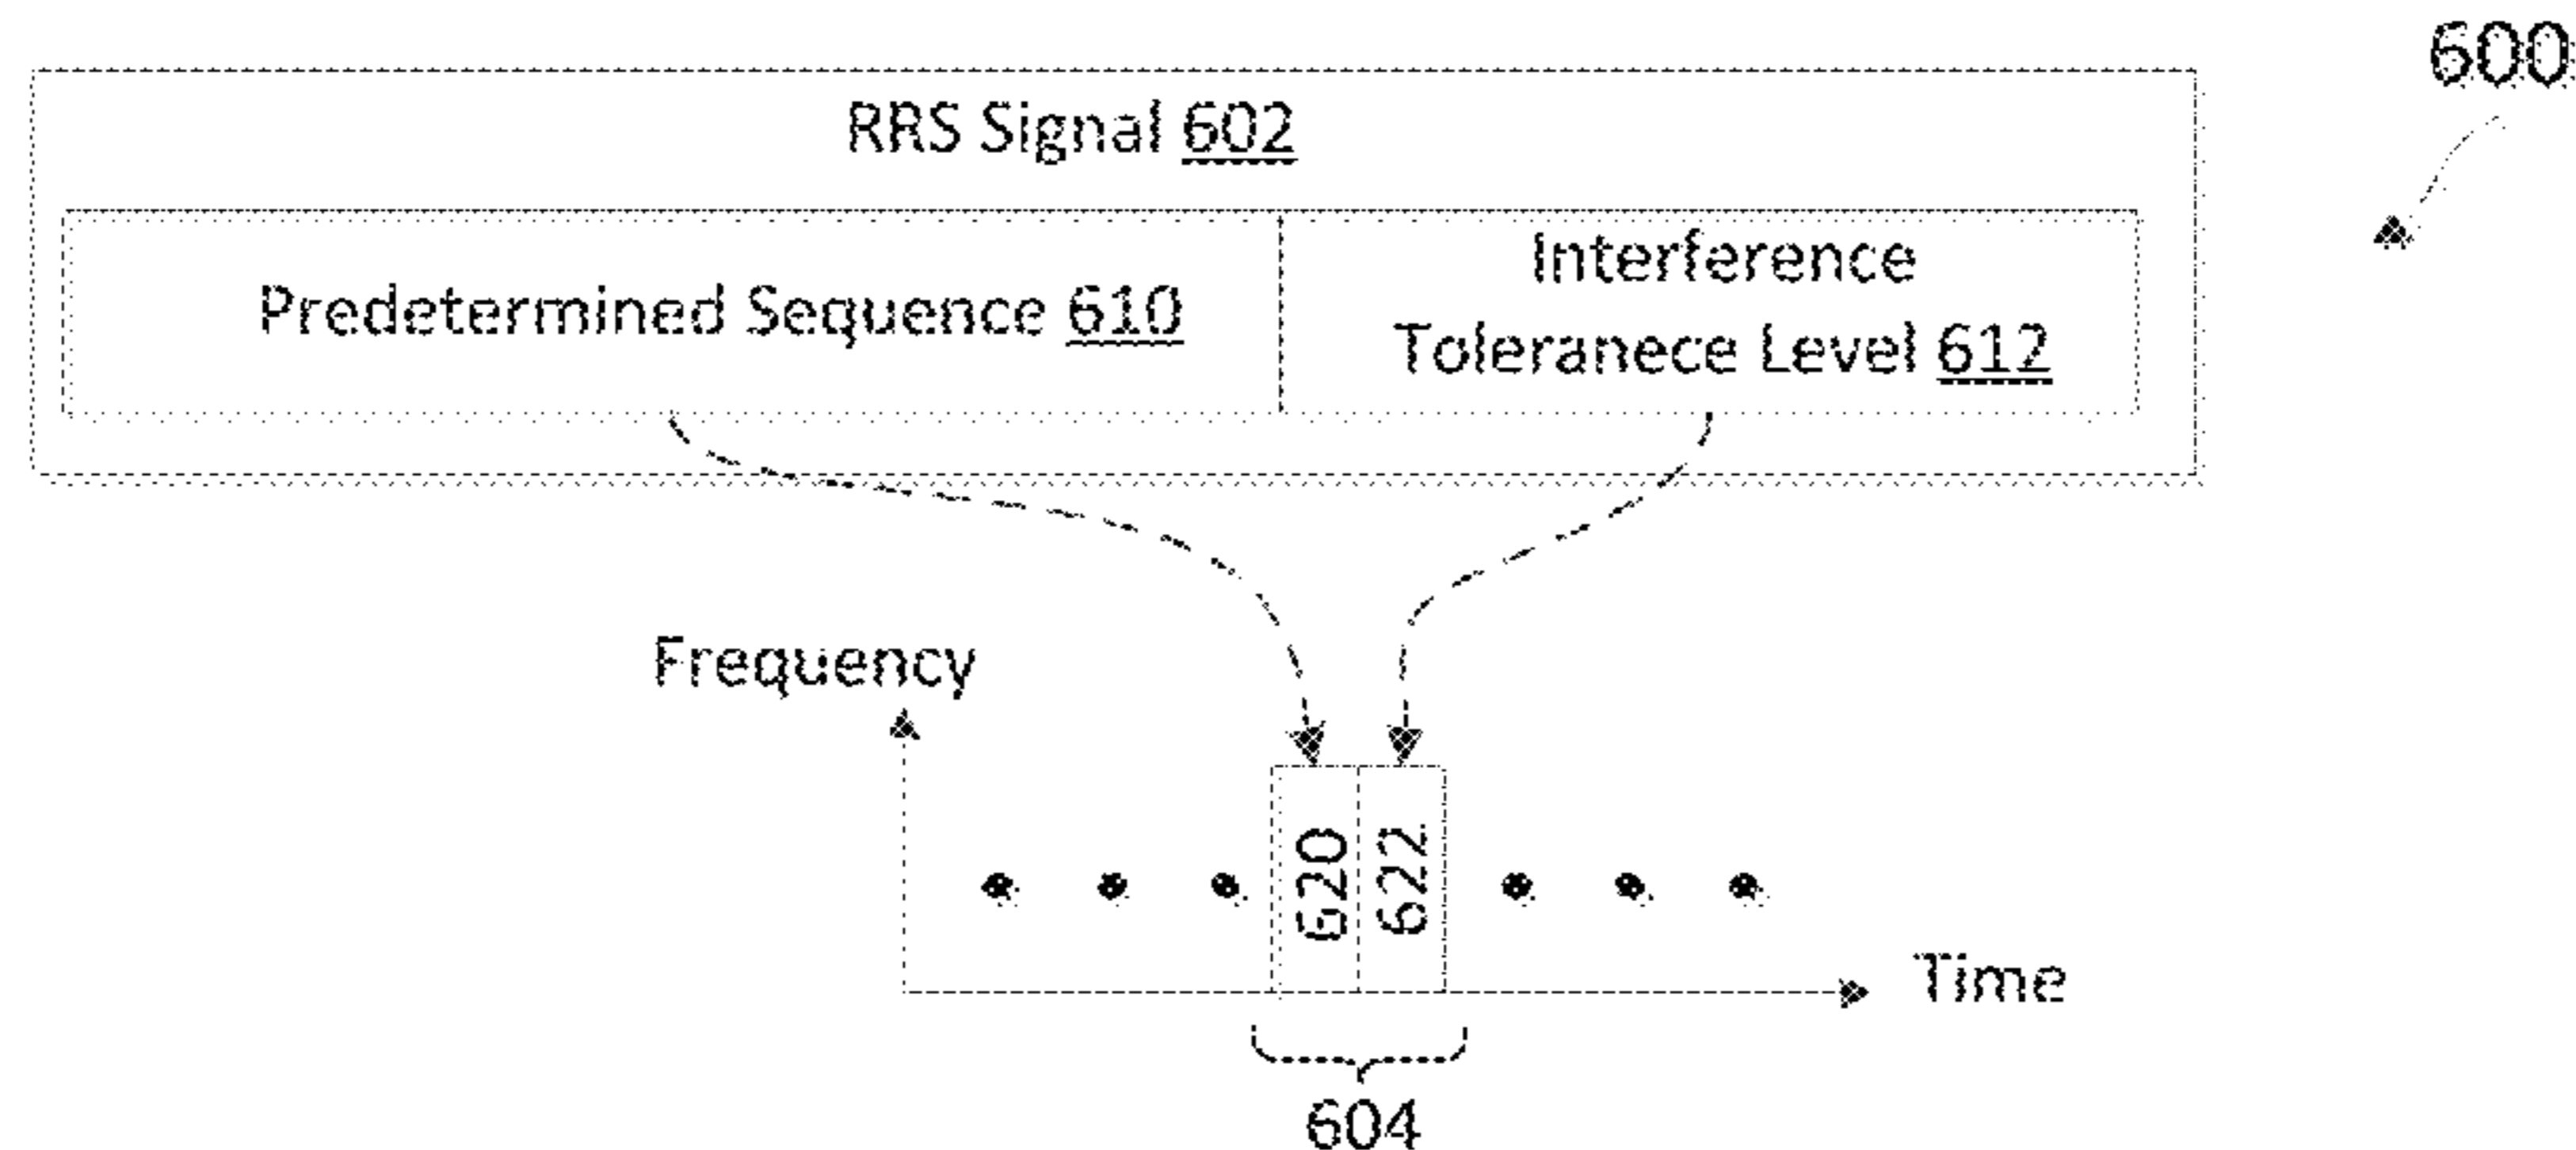 600
RRS Signal 602
Predetermined Sequence 610
Interference
Toleranece Level 612
Frequency
620
622
Time
604